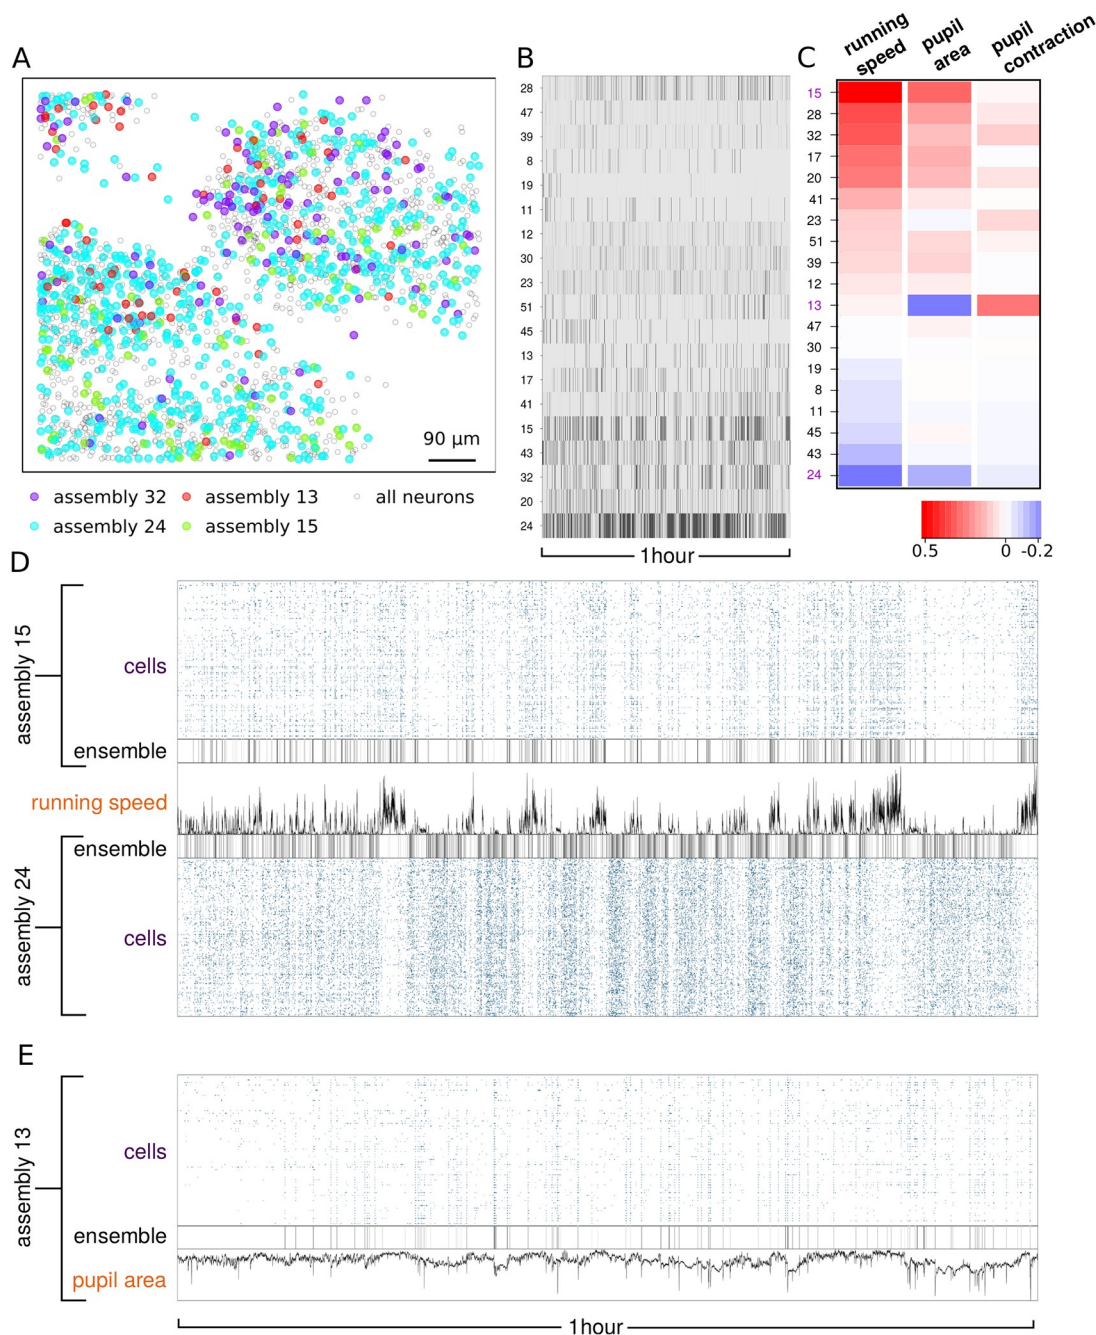 A
90 µm
assembly 32
assembly 13
all neurons
assembly 24
assembly 15
B
28
47
39
8
19
11
12
30
23
51
45
13
17
41
15
43
32
20
24
1hour
C
running speed
pupil area
pupil contraction
15
28
32
17
20
41
23
51
39
12
13
47
30
19
8
11
45
43
24
0.5
0
-0.2
D
assembly 15
cells
ensemble
running speed
ensemble
assembly 24
cells
E
assembly 13
cells
ensemble
pupil area
1hour